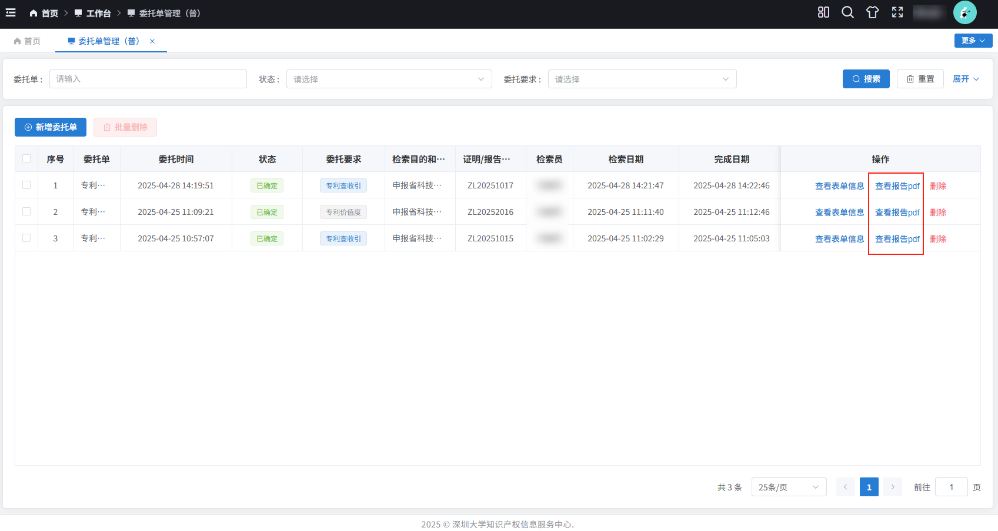 首页 > 工作台 > 委托单管理（普）
首页 委托单管理（普） × 更多
委托单： 请输入 状态： 请选择 委托要求： 请选择 搜索 重置 展开
新增委托单 批量删除
序号 委托单 委托时间 状态 委托要求 检索目的和··· 证明/报告··· 检索员 检索日期 完成日期 操作
1 专利··· 2025-04-28 14:19:51 已确定 专利查收引 申报省科技··· ZL20251017 2025-04-28 14:21:47 2025-04-28 14:22:46 查看表单信息 查看报告pdf 删除
2 专利··· 2025-04-25 11:09:21 已确定 专利价值度 申报省科技··· ZL20252016 2025-04-25 11:11:40 2025-04-25 11:12:46 查看表单信息 查看报告pdf 删除
3 专利··· 2025-04-25 10:57:07 已确定 专利查收引 申报省科技··· ZL20251015 2025-04-25 11:02:29 2025-04-25 11:05:03 查看表单信息 查看报告pdf 删除
共 3 条 25条/页 < 1 > 前往 1 页
2025 © 深圳大学知识产权信息服务中心.